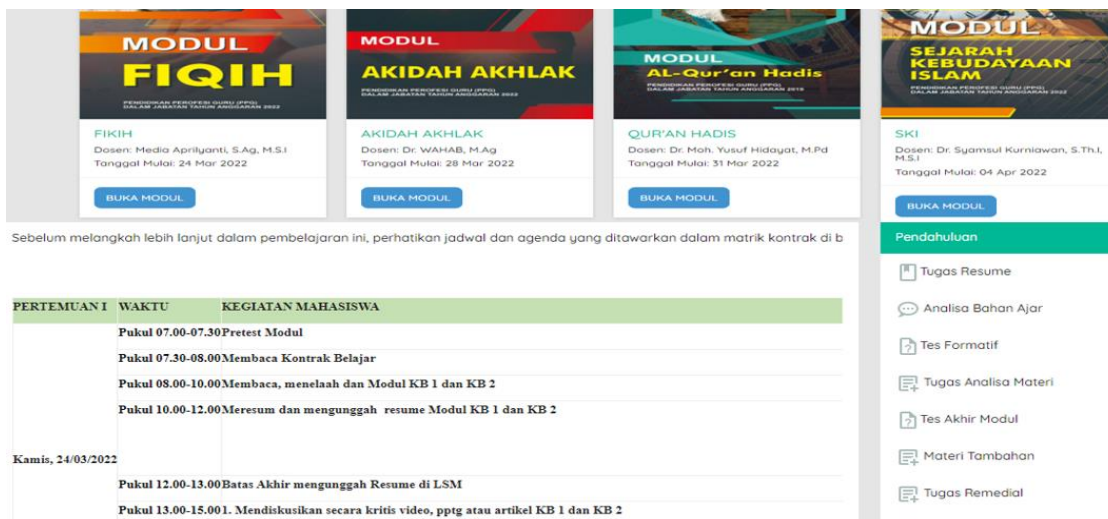 MODUL
FIQIH
PENDIDIKAN PEROFESI GURU (PPG)
DALAM JABATAN TAHUN ANGGARAN 2022
FIKIH
Dosen: Media Aprilyanti, S.Ag, M.S.I
Tanggal Mulai: 24 Mar 2022
BUKA MODUL
MODUL
AKIDAH AKHLAK
PENDIDIKAN PEROFESI GURU (PPG)
DALAM JABATAN TAHUN ANGGARAN 2022
AKIDAH AKHLAK
Dosen: Dr. WAHAB, M.Ag
Tanggal Mulai: 28 Mar 2022
BUKA MODUL
MODUL
AL-Qur'an Hadis
PENDIDIKAN PEROFESI GURU (PPG)
DALAM JABATAN TAHUN ANGGARAN
QUR'AN HADIS
Dosen: Dr. Moh. Yusuf Hidayat, M.Pd
Tanggal Mulai: 31 Mar 2022
BUKA MODUL
MODUL
SEJARAH
KEBUDAYAAN
ISLAM
PENDIDIKAN PEROFESI GURU (PPG)
DALAM JABATAN TAHUN ANGGARAN 2022
SKI
Dosen: Dr. Syamsul Kurniawan, S.Th.I,
M.S.I
Tanggal Mulai: 04 Apr 2022
BUKA MODUL
Sebelum melangkah lebih lanjut dalam pembelajaran ini, perhatikan jadwal dan agenda yang ditawarkan dalam matrik kontrak di b
PERTEMUAN I WAKTU KEGIATAN MAHASISWA
Pukul 07.00-07.30 Pretest Modul
Pukul 07.30-08.00 Membaca Kontrak Belajar
Pukul 08.00-10.00 Membaca, menelaah dan Modul KB 1 dan KB 2
Pukul 10.00-12.00 Meresum dan mengunggah resume Modul KB 1 dan KB 2
Kamis, 24/03/2022
Pukul 12.00-13.00 Batas Akhir mengunggah Resume di LSM
Pukul 13.00-15.00 1. Mendiskusikan secara kritis video, pptg atau artikel KB 1 dan KB 2
Pendahuluan
Tugas Resume
Analisa Bahan Ajar
Tes Formatif
Tugas Analisa Materi
Tes Akhir Modul
Materi Tambahan
Tugas Remedial